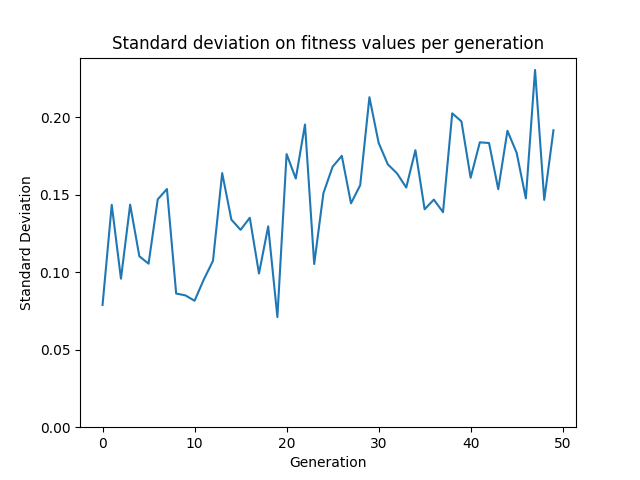 Standard deviation on fitness values per generation
Standard Deviation
0.20
0.15
0.10
0.05
0.00
0 10 20 30 40 50
Generation